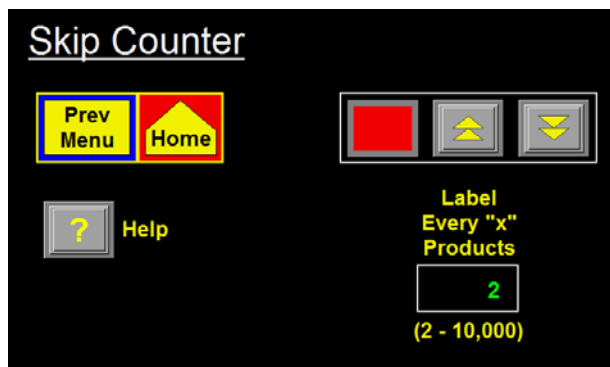 Skip Counter
Prev
Menu
Home
?
Help
Label
Every "x"
Products
2
(2 - 10,000)